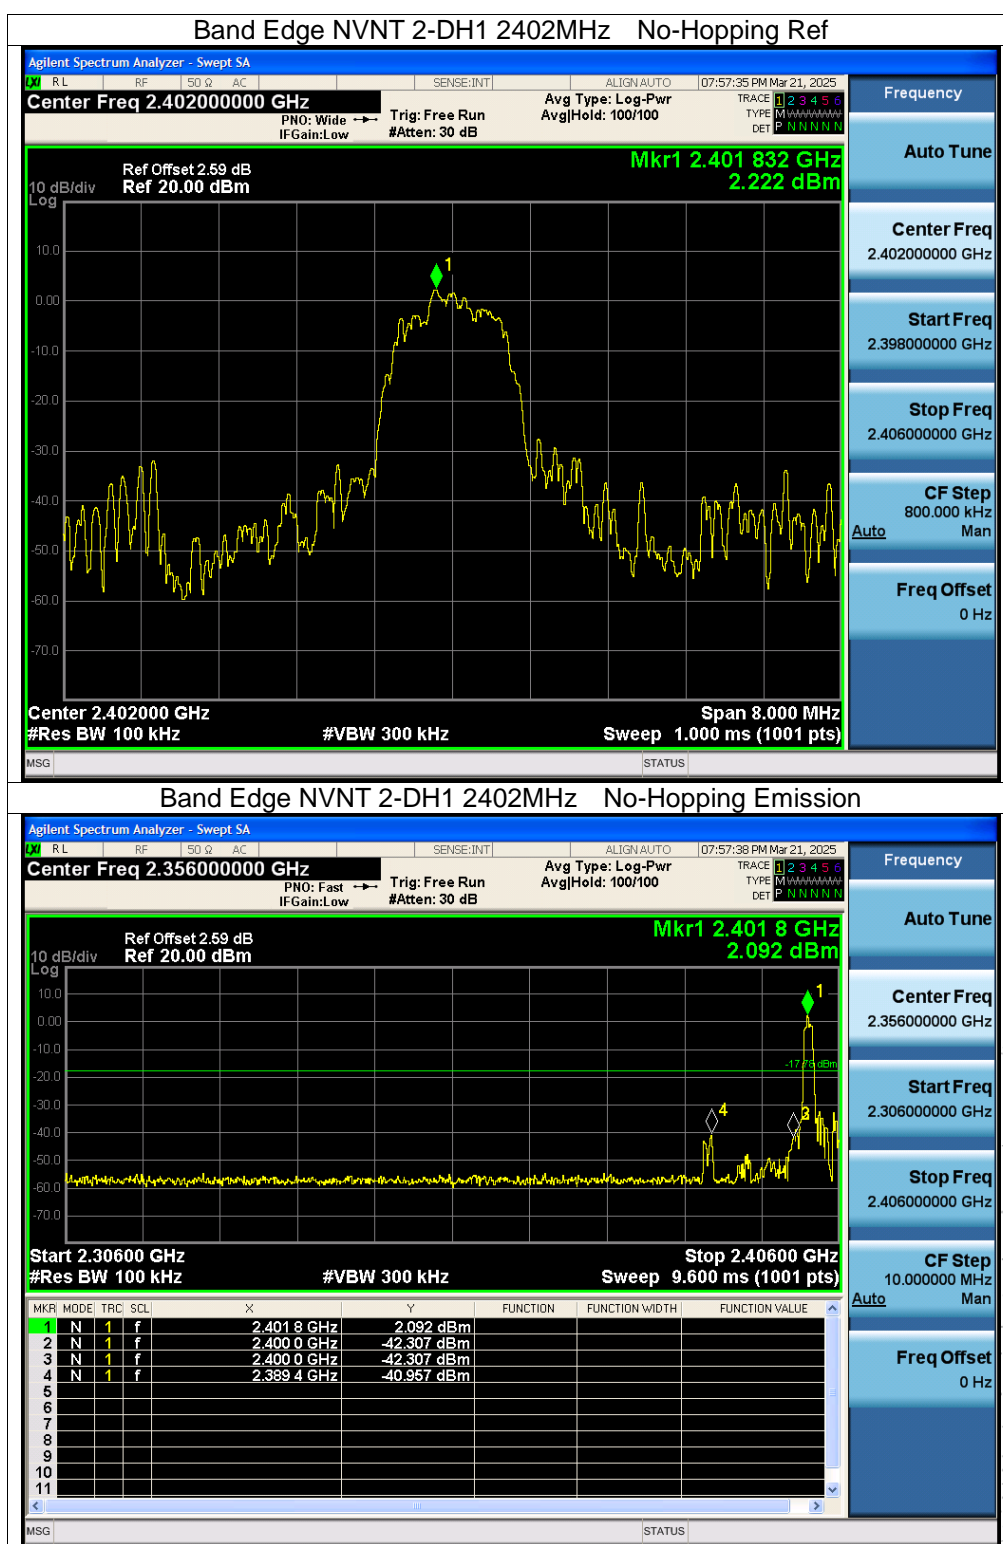 Band Edge NVNT 2-DH1 2402MHz No-Hopping Ref
Agilent Spectrum Analyzer - Swept SA
LXI RL RF 50 Ω AC SENSE:INT ALIGN AUTO 07:57:35 PM Mar 21, 2025
Center Freq 2.402000000 GHz
PNO: Wide
IFGain:Low
Trig: Free Run
#Atten: 30 dB
Avg Type: Log-Pwr
Avg|Hold: 100/100
TRACE 1 2 3 4 5 6
TYPE M WWWWW
DET P N N N N N
Frequency
Auto Tune
Center Freq
2.402000000 GHz
Start Freq
2.398000000 GHz
Stop Freq
2.406000000 GHz
CF Step
800.000 kHz
Auto Man
Freq Offset
0 Hz
Mkr1 2.401 832 GHz
2.222 dBm
Ref Offset 2.59 dB
10 dB/div Ref 20.00 dBm
Log
1
10.0
0.00
-10.0
-20.0
-30.0
-40.0
-50.0
-60.0
-70.0
Center 2.402000 GHz Span 8.000 MHz
#Res BW 100 kHz #VBW 300 kHz Sweep 1.000 ms (1001 pts)
MSG STATUS
Band Edge NVNT 2-DH1 2402MHz No-Hopping Emission
Agilent Spectrum Analyzer - Swept SA
LXI RL RF 50 Ω AC SENSE:INT ALIGN AUTO 07:57:38 PM Mar 21, 2025
Center Freq 2.356000000 GHz
PNO: Fast
IFGain:Low
Trig: Free Run
#Atten: 30 dB
Avg Type: Log-Pwr
Avg|Hold: 100/100
TRACE 1 2 3 4 5 6
TYPE M WWWWW
DET P N N N N N
Frequency
Auto Tune
Center Freq
2.356000000 GHz
Start Freq
2.306000000 GHz
Stop Freq
2.406000000 GHz
CF Step
10.000000 MHz
Auto Man
Freq Offset
0 Hz
Mkr1 2.401 8 GHz
2.092 dBm
Ref Offset 2.59 dB
10 dB/div Ref 20.00 dBm
Log
1
10.0
0.00
-10.0
-17.78 dBm
-20.0
-30.0
4
3
-40.0
-50.0
-60.0
-70.0
Start 2.30600 GHz Stop 2.40600 GHz
#Res BW 100 kHz #VBW 300 kHz Sweep 9.600 ms (1001 pts)
MKR MODE TRC SCL X Y FUNCTION FUNCTION WIDTH FUNCTION VALUE
1 N 1 f 2.401 8 GHz 2.092 dBm
2 N 1 f 2.400 0 GHz -42.307 dBm
3 N 1 f 2.400 0 GHz -42.307 dBm
4 N 1 f 2.389 4 GHz -40.957 dBm
5
6
7
8
9
10
11
MSG STATUS